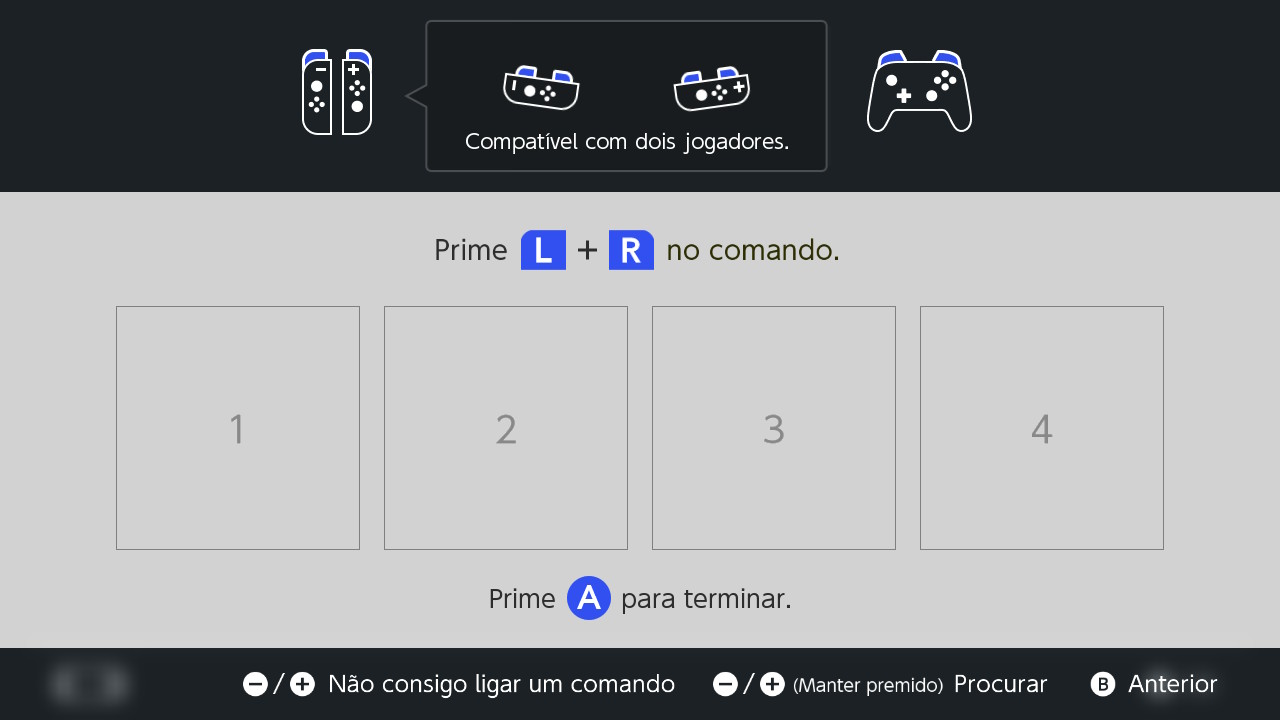 Compatível com dois jogadores.
Prime L + R no comando.
1 2 3 4
Prime A para terminar.
−/+ Não consigo ligar um comando −/+ (Manter premido) Procurar B Anterior